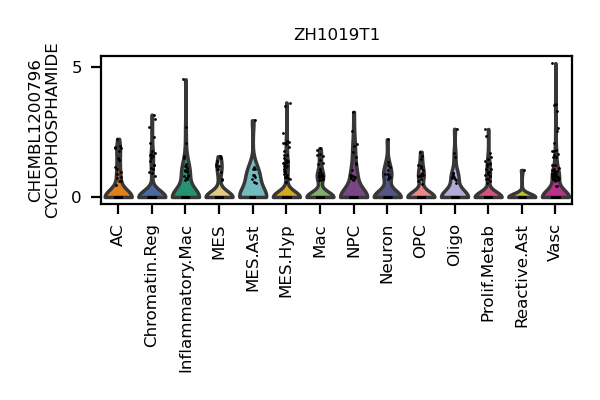 ZH1019T1
CHEMBL1200796
CYCLOPHOSPHAMIDE
5
0
AC
Chromatin.Reg
Inflammatory.Mac
MES
MES.Ast
MES.Hyp
Mac
NPC
Neuron
OPC
Oligo
Prolif.Metab
Reactive.Ast
Vasc